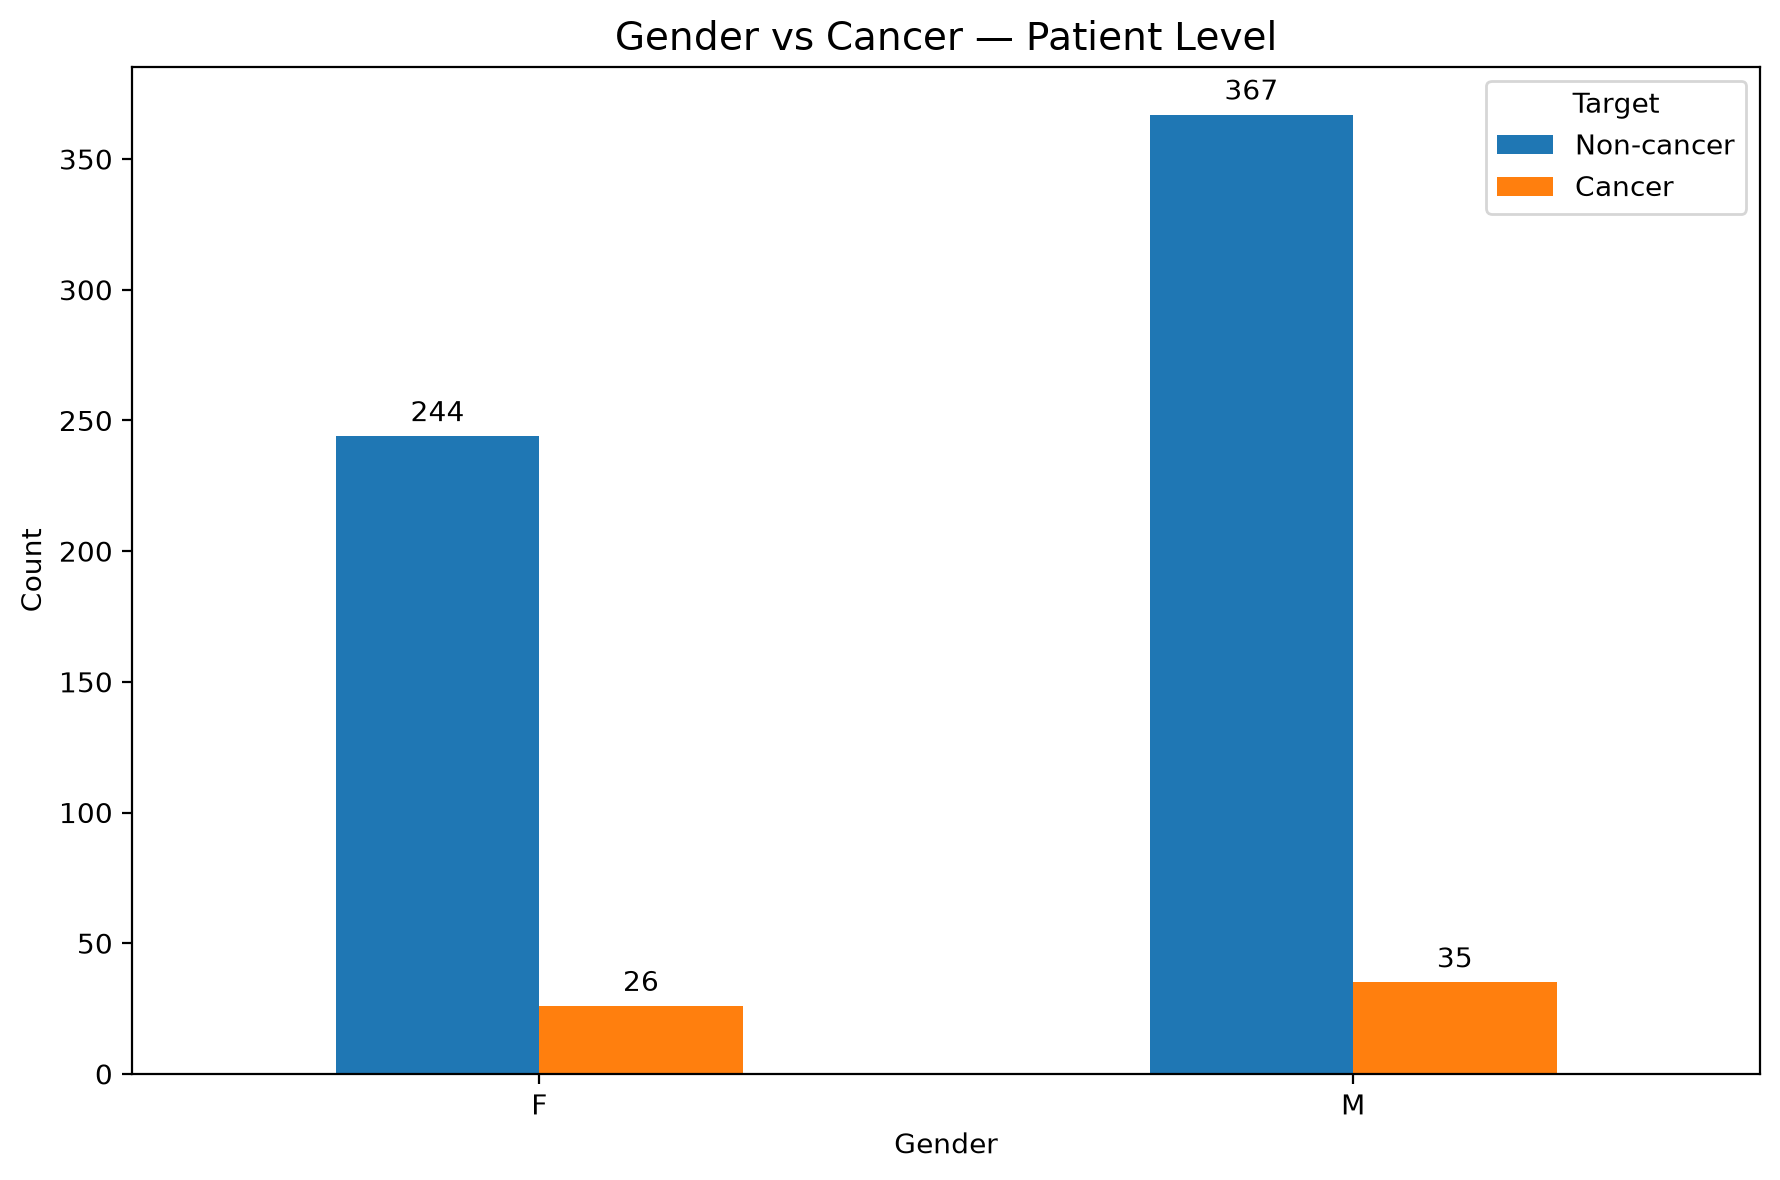 Gender vs Cancer — Patient Level
367
Target
Non-cancer
Cancer
350
300
250
244
200
Count
150
100
50
35
26
0
F
M
Gender